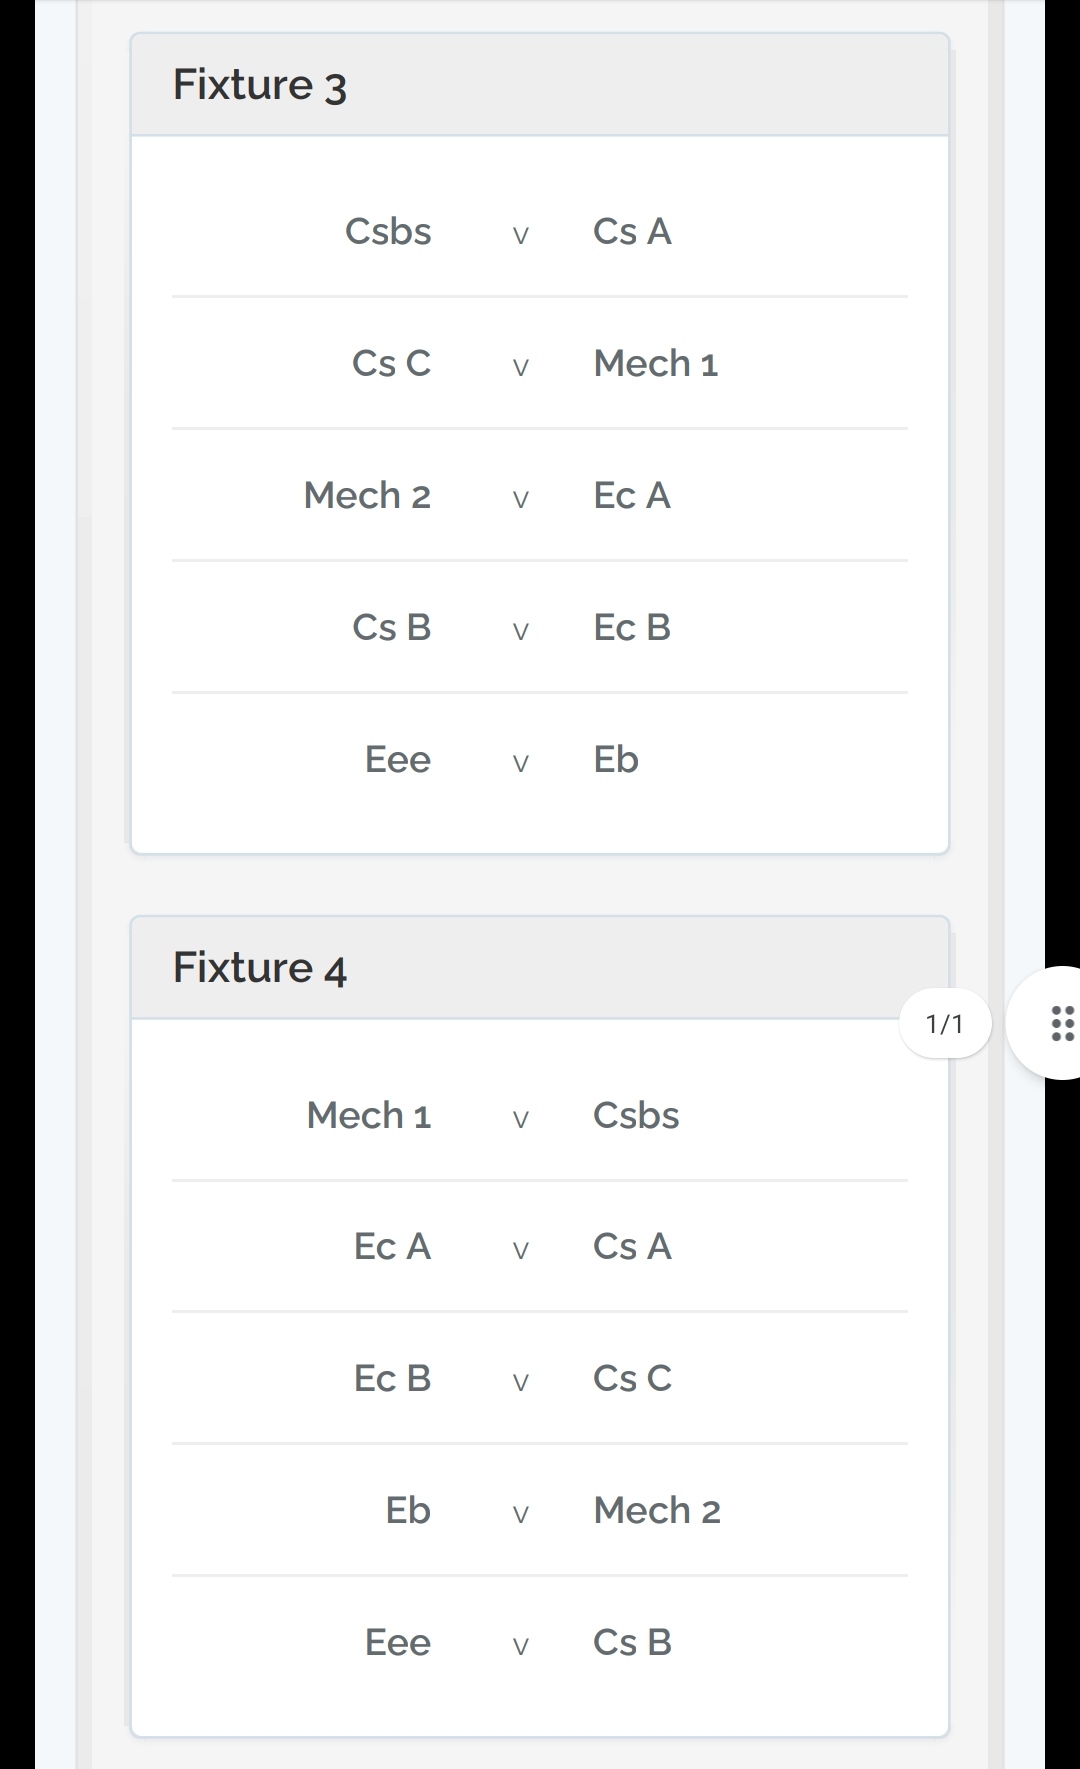 Fixture 3
Csbs v Cs A
Cs C v Mech 1
Mech 2 v Ec A
Cs B v Ec B
Eee v Eb
Fixture 4
1/1
Mech 1 v Csbs
Ec A v Cs A
Ec B v Cs C
Eb v Mech 2
Eee v Cs B